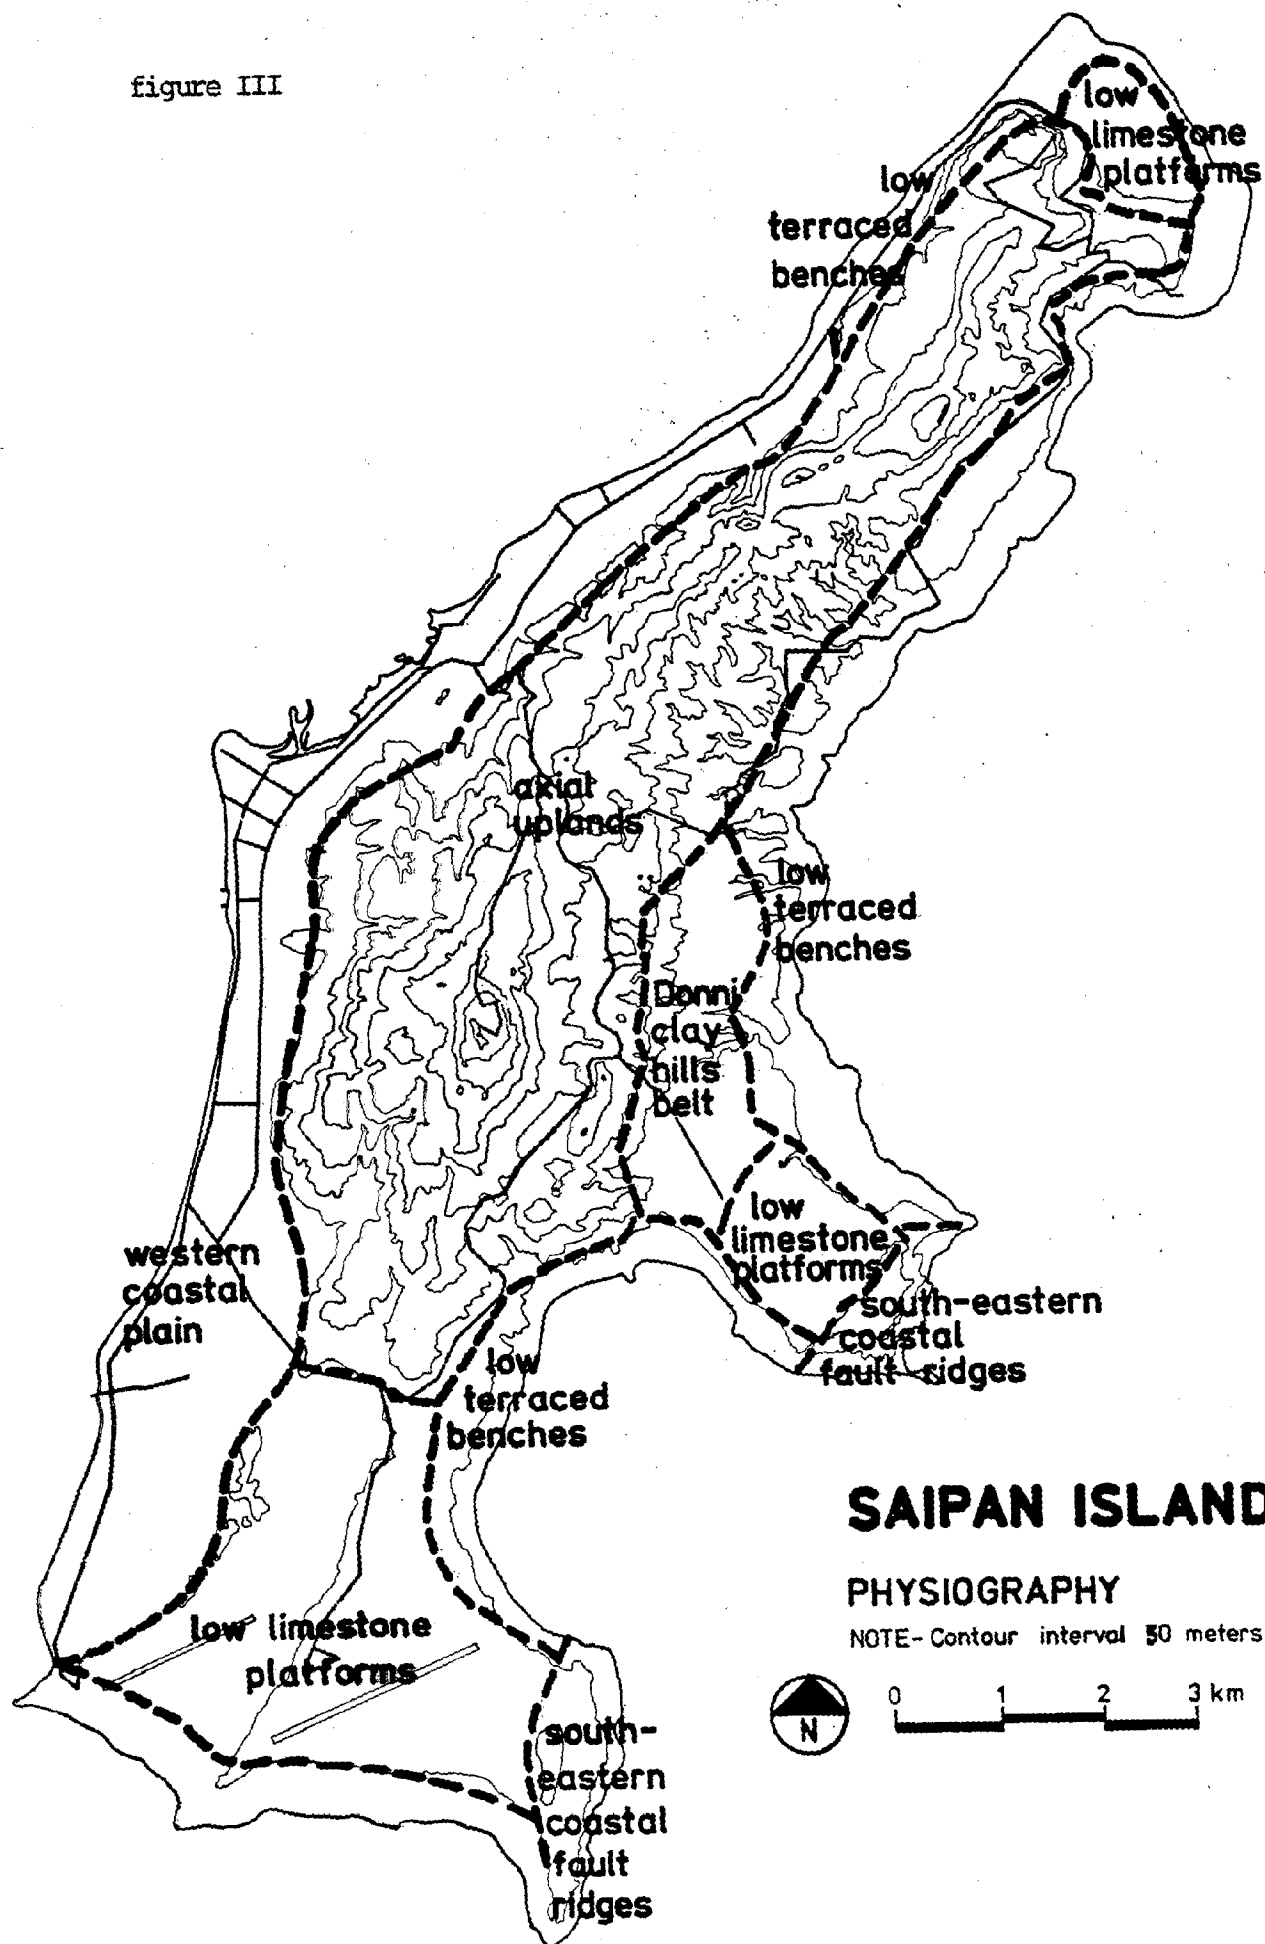 figure III
low
limestone
platforms
low
terraced
benches
axial
uplands
low
terraced
benches
Donni
clay
hills
belt
low
limestone
platforms
south-eastern
coastal
fault ridges
western
coastal
plain
low
terraced
benches
low limestone
platforms
south-
eastern
coastal
fault
ridges
SAIPAN ISLAND
PHYSIOGRAPHY
NOTE- Contour interval 50 meters
0 1 2 3 km
N